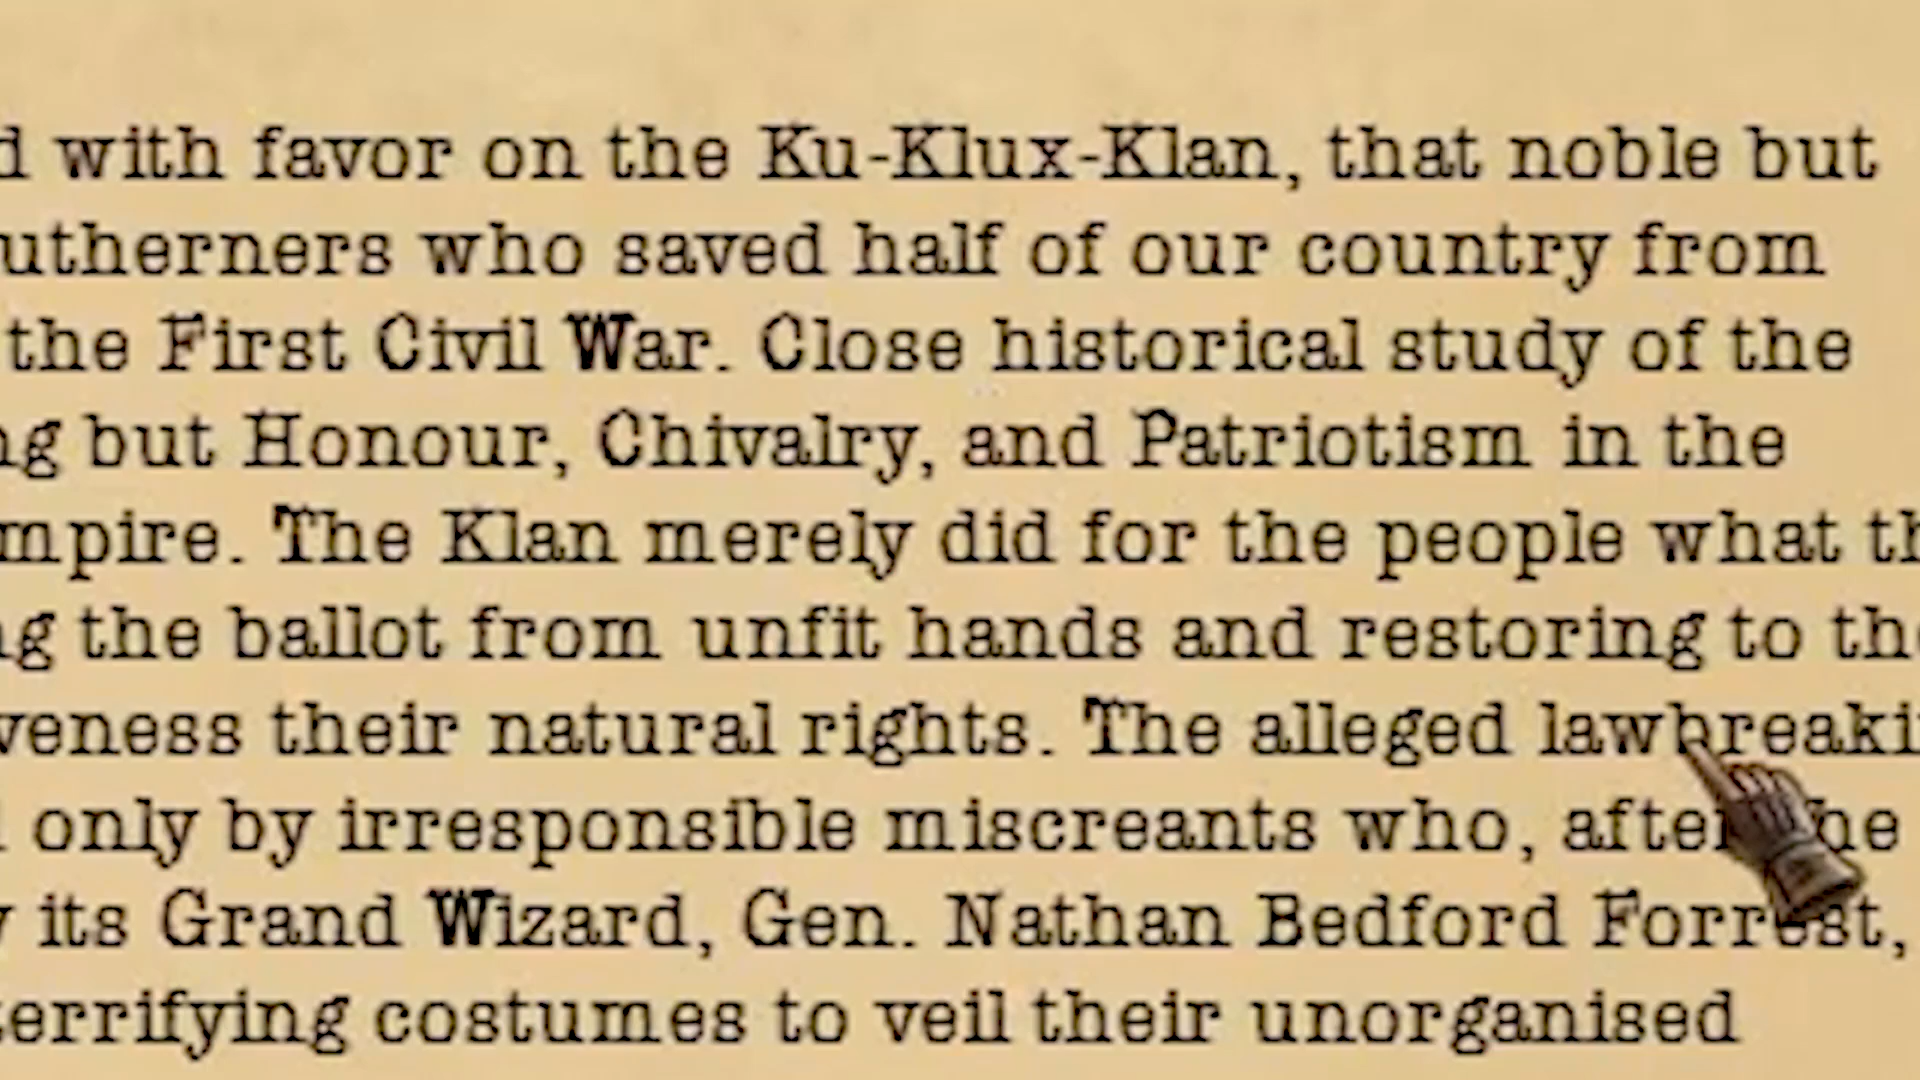 d with favor on the Ku-Klux-Klan, that noble but
utherners who saved half of our country from
the First Civil War. Close historical study of the
ng but Honour, Chivalry, and Patriotism in the
mpire. The Klan merely did for the people what th
ng the ballot from unfit hands and restoring to the
veness their natural rights. The alleged lawbreaki
only by irresponsible miscreants who, after the
its Grand Wizard, Gen. Nathan Bedford Forrest,
terrifying costumes to veil their unorganised